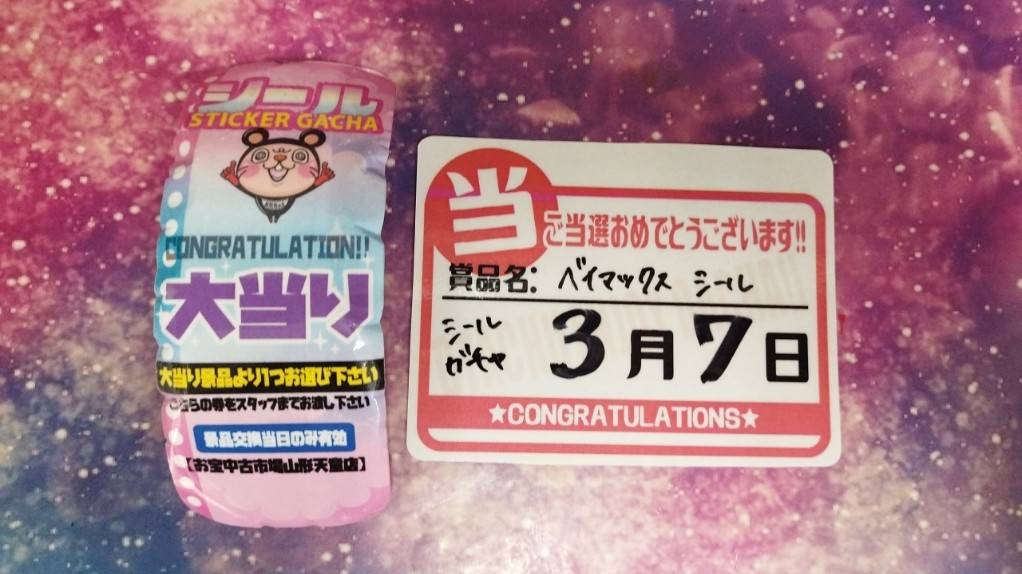 シール
STICKER GACHA
CONGRATULATION!!
大当り
大当り景品より1つお選び下さい
こちらの券をスタッフまでお渡し下さい
景品交換当日のみ有効
【お宝中古市場山形天童店】
当
ご当選おめでとうございます!!
賞品名: ベイマックス シール
シール
ガチャ
3月7日
★CONGRATULATIONS★